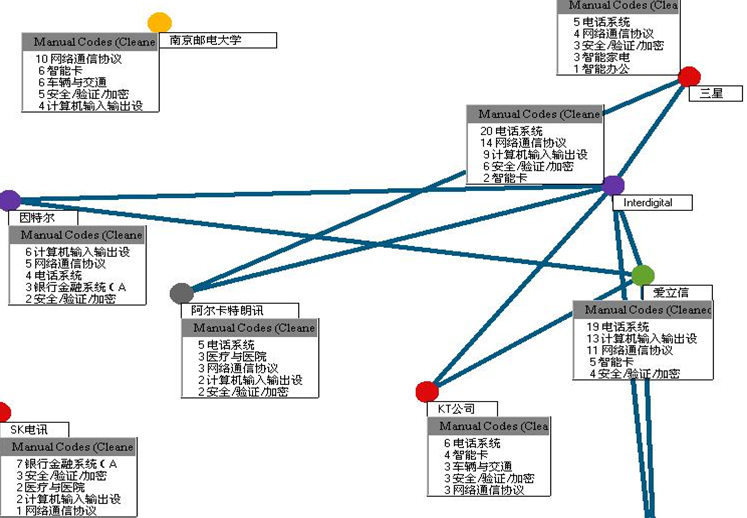 Manual Codes (Clea
5 电话系统
4 网络通信协议
3 安全/验证/加密
3 智能家电
1 智能办公
三星
南京邮电大学
Manual Codes (Cleane
10 网络通信协议
6 智能卡
6 车辆与交通
5 安全/验证/加密
4 计算机输入输出设
Manual Codes (Cleane
20 电话系统
14 网络通信协议
9 计算机输入输出设
6 安全/验证/加密
2 智能卡
Interdigital
因特尔
Manual Codes (Cleane
6 计算机输入输出设
5 网络通信协议
4 电话系统
3 银行金融系统(A
2 安全/验证/加密
爱立信
Manual Codes (Cleaned
19 电话系统
13 计算机输入输出设
11 网络通信协议
5 智能卡
4 安全/验证/加密
阿尔卡特朗讯
Manual Codes (Cleane
5 电话系统
3 医疗与医院
3 网络通信协议
2 计算机输入输出设
2 安全/验证/加密
KT公司
Manual Codes (Clean
6 电话系统
4 智能卡
3 车辆与交通
3 安全/验证/加密
3 网络通信协议
SK电讯
Manual Codes (Cleane
7 银行金融系统(A
3 安全/验证/加密
2 医疗与医院
2 计算机输入输出设
1 网络通信协议